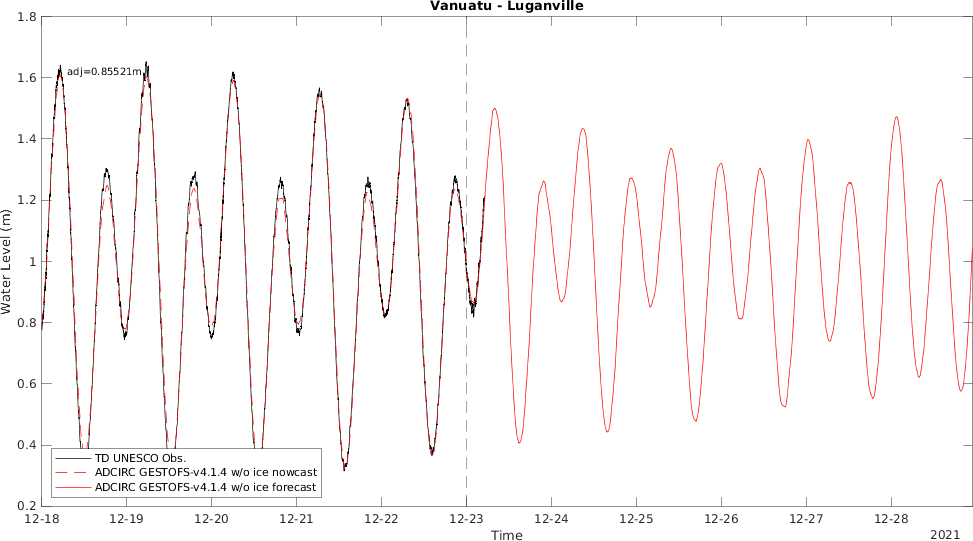 Vanuatu - Luganville
1.8
1.6
1.4
1.2
1
0.8
0.6
0.4
0.2
Water Level (m)
adj=0.85521m
TD UNESCO Obs.
ADCIRC GESTOFS-v4.1.4 w/o ice nowcast
ADCIRC GESTOFS-v4.1.4 w/o ice forecast
12-18 12-19 12-20 12-21 12-22 12-23 12-24 12-25 12-26 12-27 12-28
Time
2021